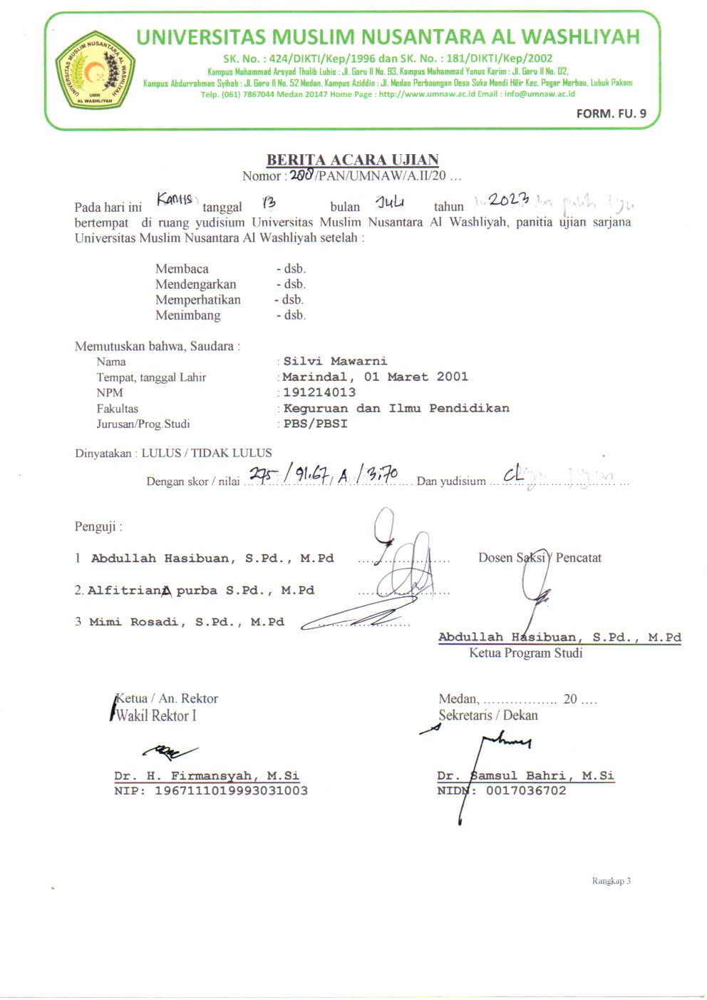 UNIVERSITAS MUSLIM NUSANTARA AL WASHLIYAH
SK. No. : 424/DIKTI/Kep/1996 dan SK. No. : 181/DIKTI/Kep/2002
Kampus Muhammad Arsyad Thalib Lubis : Jl. Garu II No. 93, Kampus Muhammad Yunus Karim : Jl. Garu II No. 02,
Kampus Abdurrahman Syihab : Jl. Garu II No. 52 Medan, Kampus Aziddin : Jl. Medan Perbaungan Desa Suka Mandi Hilir Kec. Pagar Merbau, Lubuk Pakam
Telp. (061) 7867044 Medan 20147 Home Page : http://www.umnaw.ac.id Email : info@umnaw.ac.id
UNIVERSITAS MUSLIM NUSANTARA AL WASHLIYAH
UMN
AL WASHLIYAH
FORM. FU. 9
BERITA ACARA UJIAN
Nomor : 200/PAN/UMNAW/A.II/20 ...
Pada hari ini Kamis tanggal 13 bulan Juli tahun 2023
bertempat di ruang yudisium Universitas Muslim Nusantara Al Washliyah, panitia ujian sarjana
Universitas Muslim Nusantara Al Washliyah setelah :
Membaca - dsb.
Mendengarkan - dsb.
Memperhatikan - dsb.
Menimbang - dsb.
Memutuskan bahwa, Saudara :
Nama : Silvi Mawarni
Tempat, tanggal Lahir : Marindal, 01 Maret 2001
NPM : 191214013
Fakultas : Keguruan dan Ilmu Pendidikan
Jurusan/Prog.Studi : PBS/PBSI
Dinyatakan : LULUS / TIDAK LULUS
Dengan skor / nilai 275 / 91.67, A / 3.70 Dan yudisium CL
Penguji :
1 Abdullah Hasibuan, S.Pd., M.Pd ........................ Dosen Saksi / Pencatat
2. Alfitriana purba S.Pd., M.Pd ........................
3 Mimi Rosadi, S.Pd., M.Pd ........................
Abdullah Hasibuan, S.Pd., M.Pd
Ketua Program Studi
Ketua / An. Rektor
Wakil Rektor I
Medan, ................. 20 ....
Sekretaris / Dekan
Dr. H. Firmansyah, M.Si
NIP: 1967111019993031003
Dr. Samsul Bahri, M.Si
NIDN: 0017036702
Rangkap 3